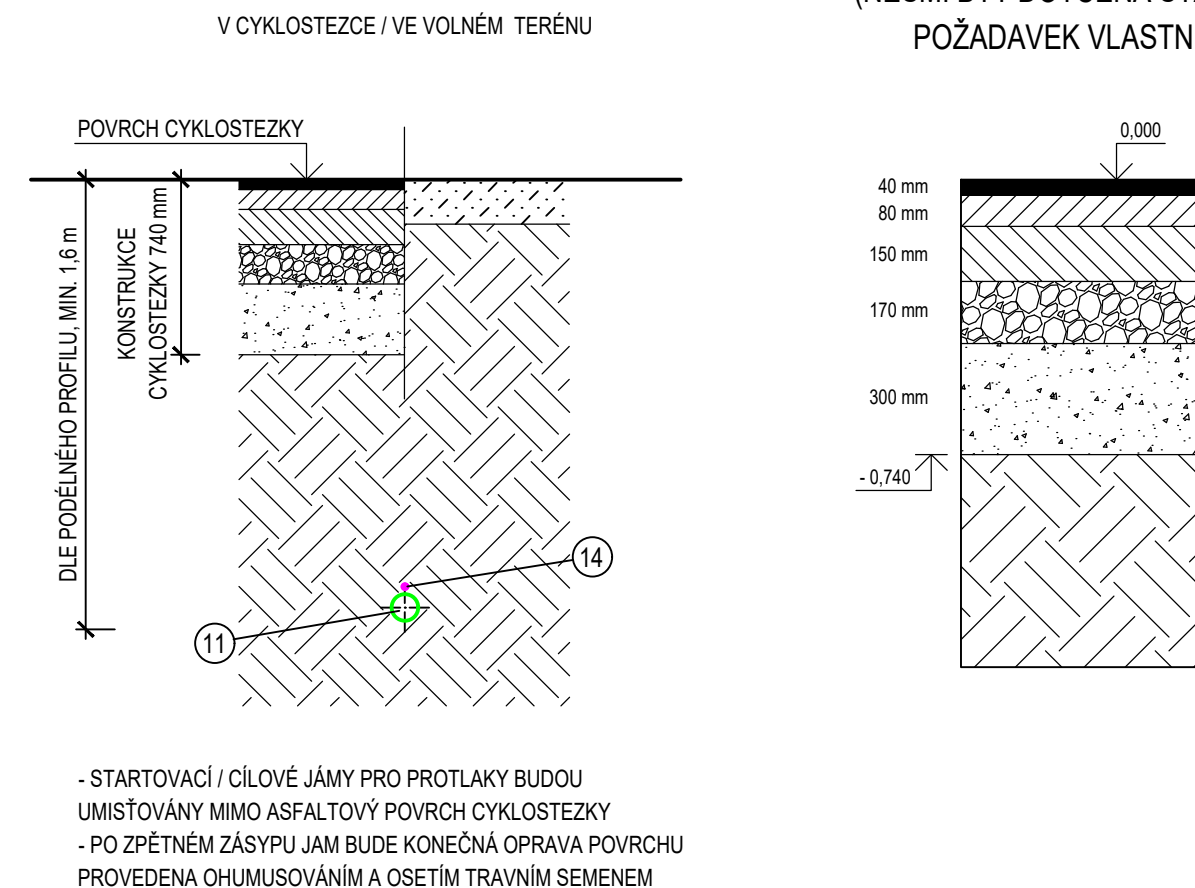 V CYKLOSTEZCE / VE VOLNÉM TERÉNU
POŽADAVEK VLASTN
POVRCH CYKLOSTEZKY
DLE PODÉLNÉHO PROFILU, MIN. 1,6 m
KONSTRUKCE
CYKLOSTEZKY 740 mm
14
11
0,000
40 mm
80 mm
150 mm
170 mm
300 mm
- 0,740
- STARTOVACÍ / CÍLOVÉ JÁMY PRO PROTLAKY BUDOU
UMISŤOVÁNY MIMO ASFALTOVÝ POVRCH CYKLOSTEZKY
- PO ZPĚTNÉM ZÁSYPU JAM BUDE KONEČNÁ OPRAVA POVRCHU
PROVEDENA OHUMUSOVÁNÍM A OSETÍM TRAVNÍM SEMENEM